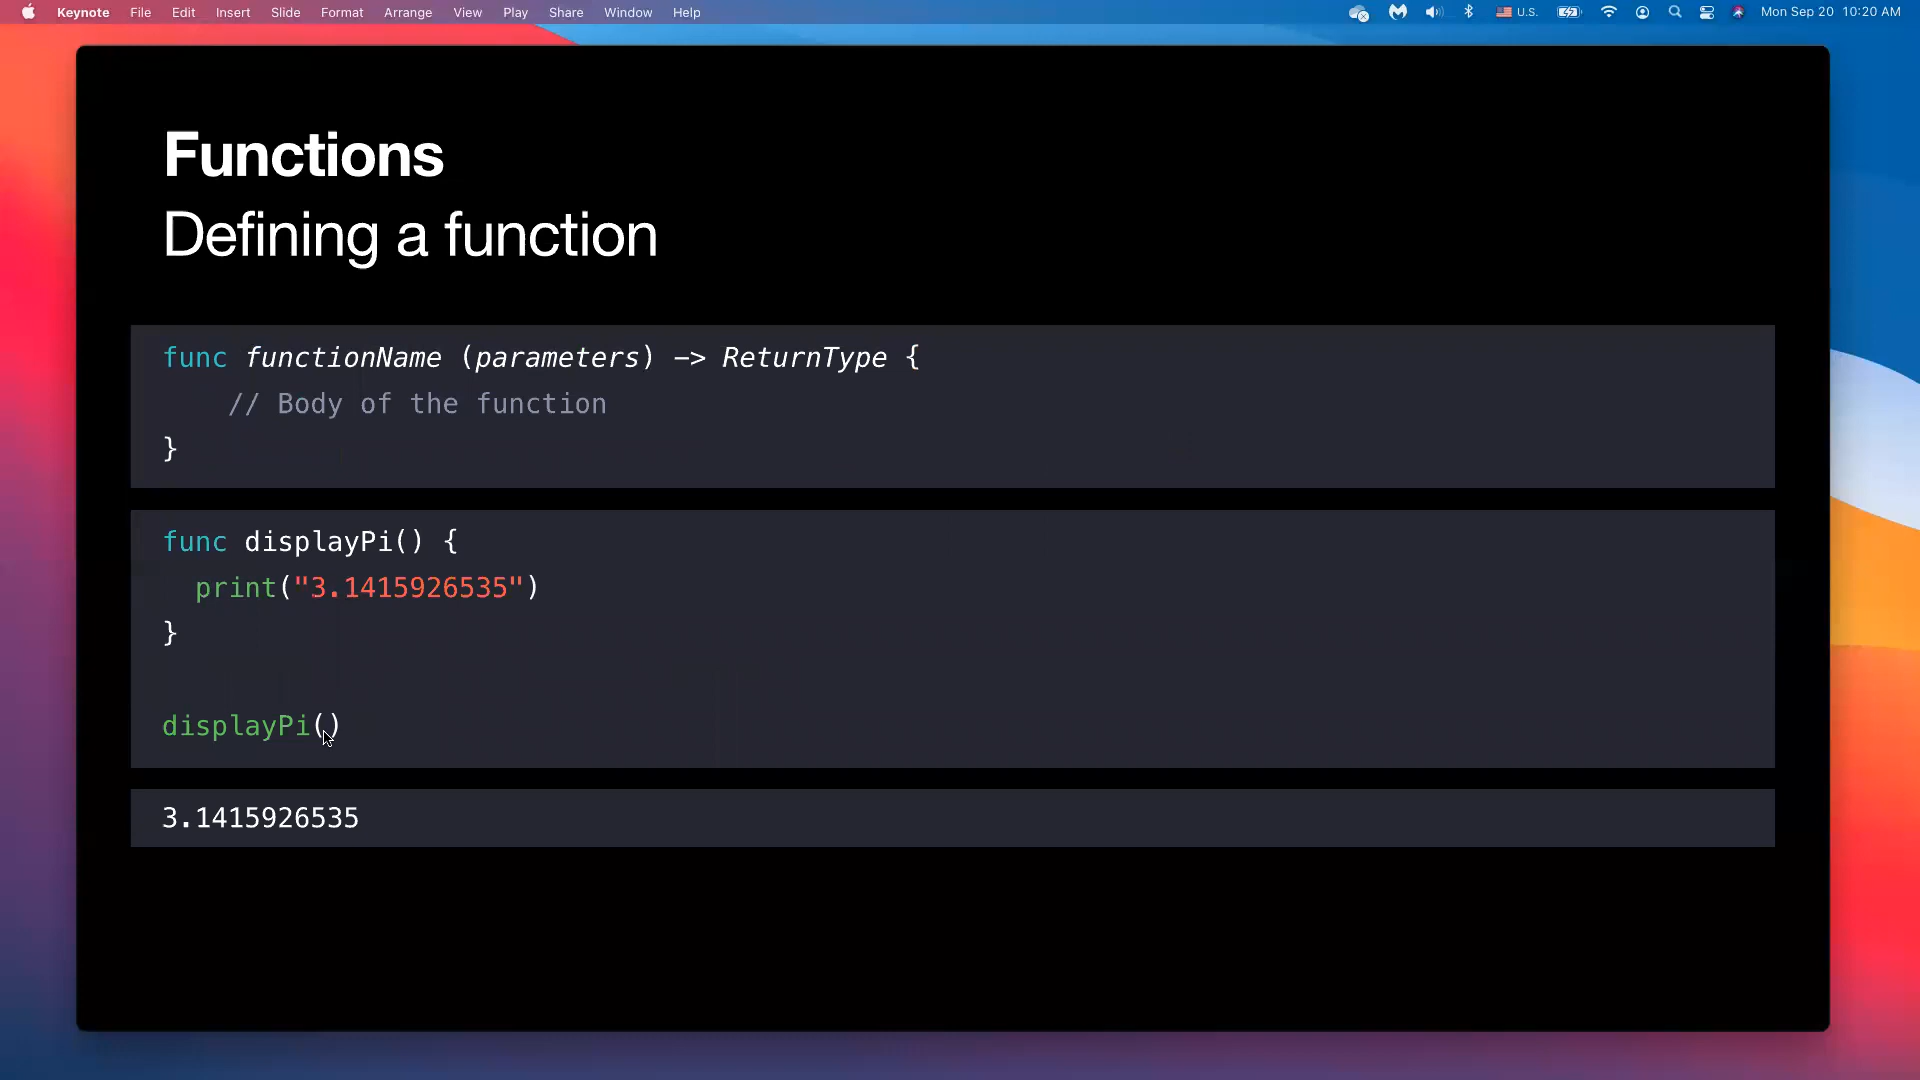 Keynote File Edit Insert Slide Format Arrange View Play Share Window Help U.S. Mon Sep 20 10:20 AM
Functions
Defining a function
func functionName (parameters) -> ReturnType {
// Body of the function
}
func displayPi() {
print("3.1415926535")
}
displayPi()
3.1415926535